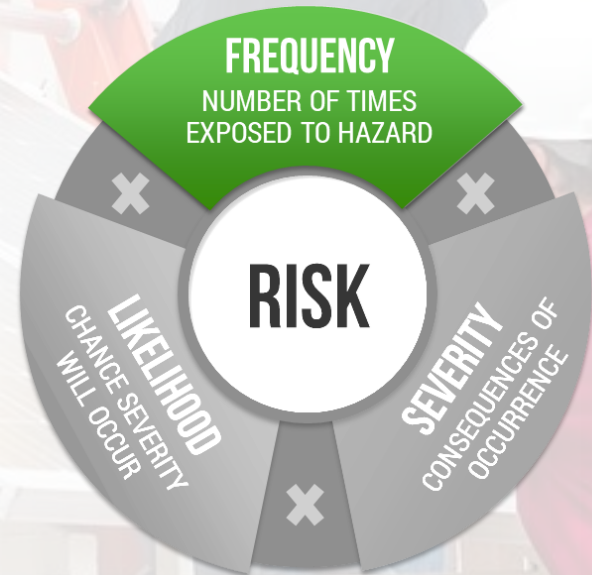 FREQUENCY
NUMBER OF TIMES
EXPOSED TO HAZARD
RISK
LIKELIHOOD
CHANCE SEVERITY
WILL OCCUR
SEVERITY
CONSEQUENCES OF
OCCURRENCE